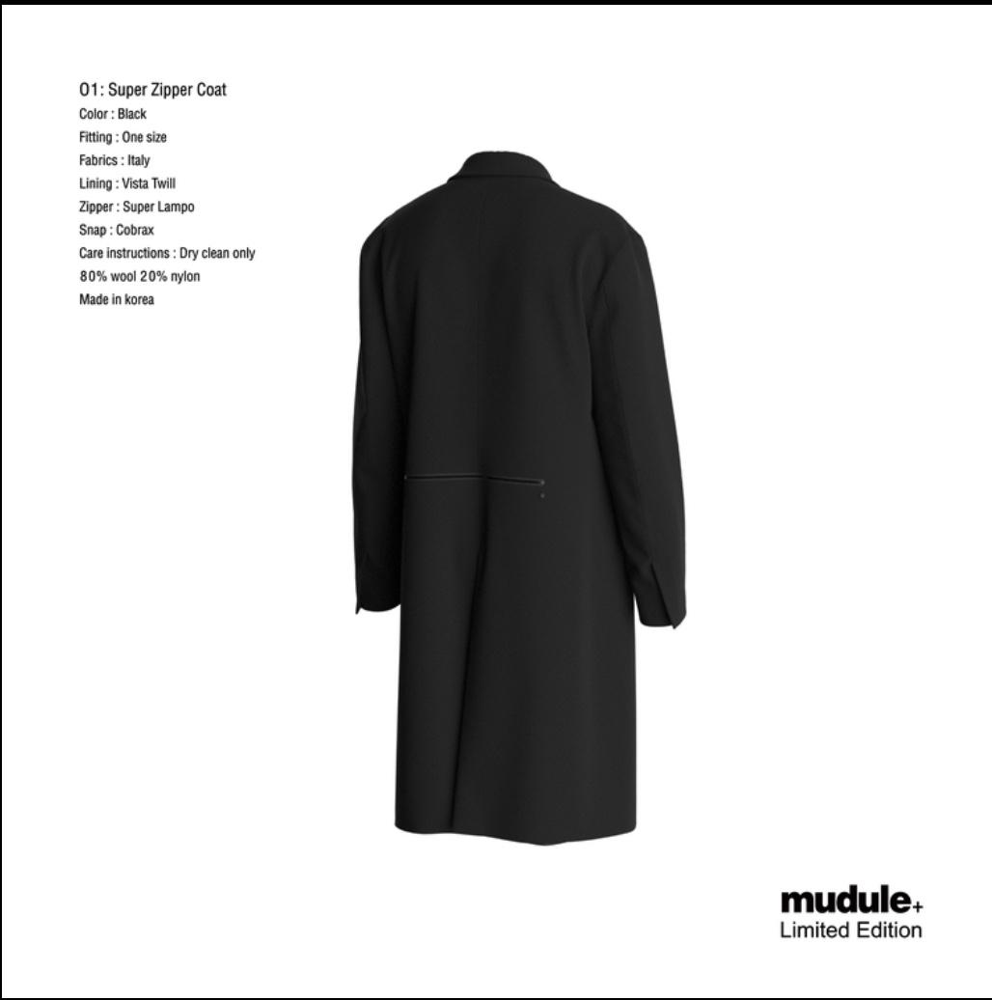 01: Super Zipper Coat
Color : Black
Fitting : One size
Fabrics : Italy
Lining : Vista Twill
Zipper : Super Lampo
Snap : Cobrax
Care instructions : Dry clean only
80% wool 20% nylon
Made in korea
mudule+
Limited Edition